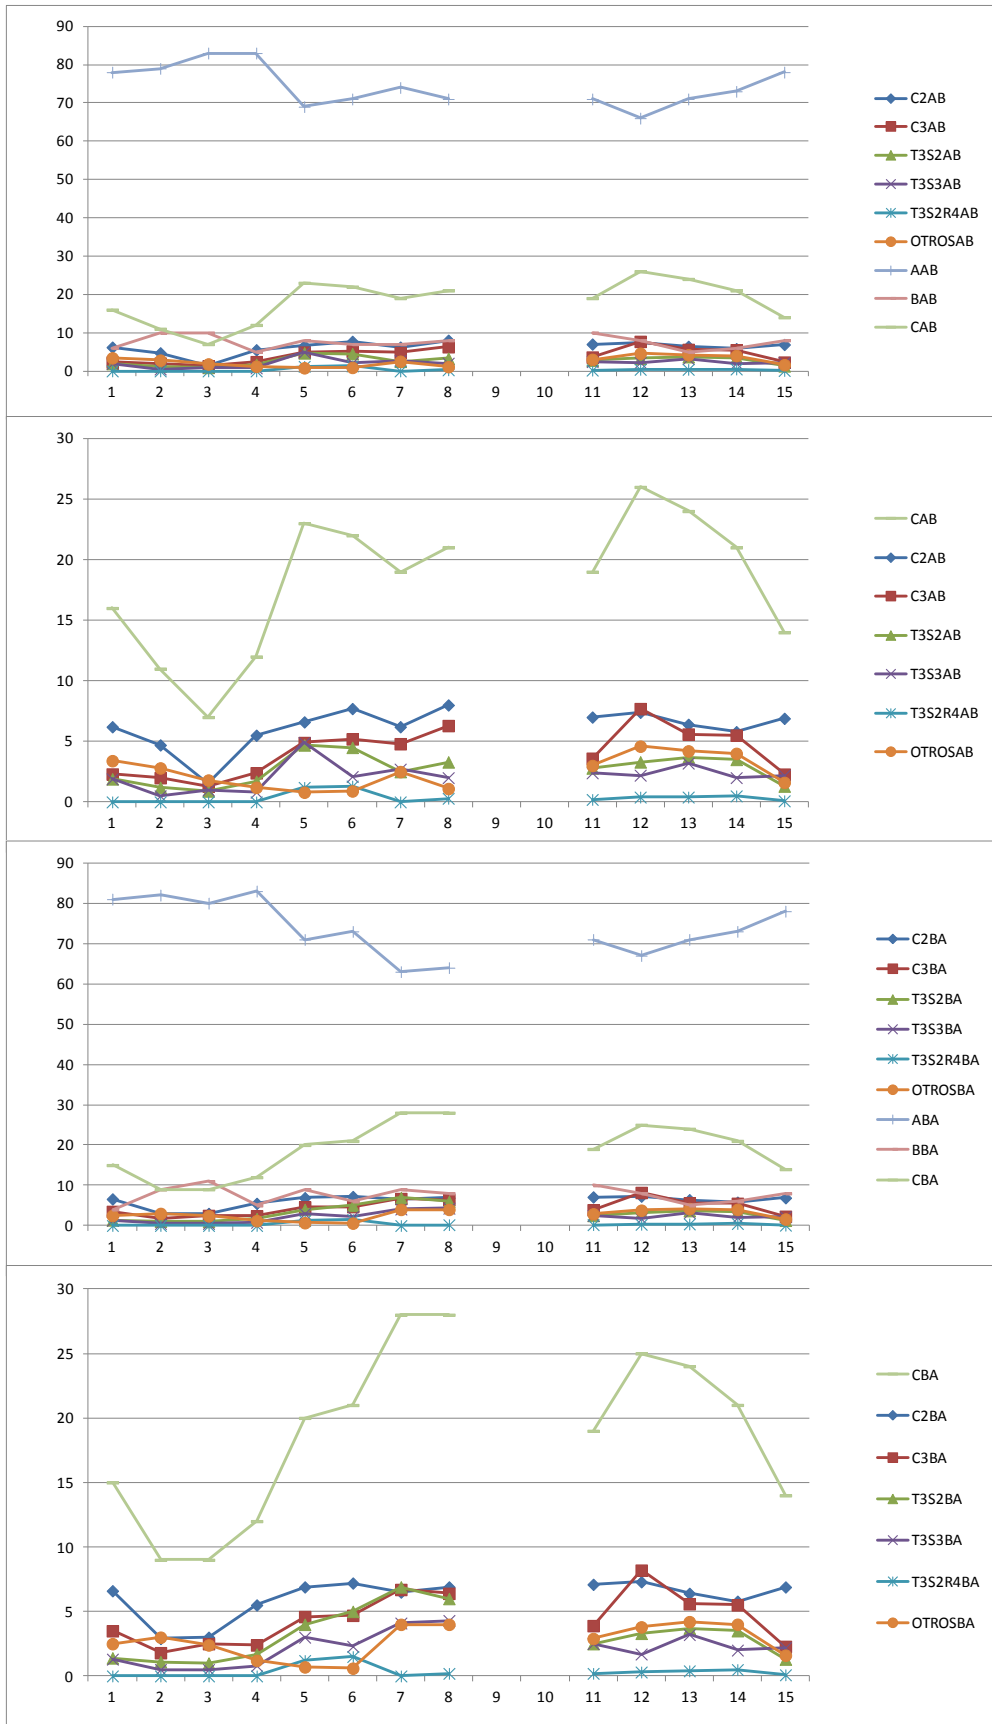 90
80
70
60
50
40
30
20
10
0
1 2 3 4 5 6 7 8 9 10 11 12 13 14 15
C2AB
C3AB
T3S2AB
T3S3AB
T3S2R4AB
OTROSAB
AAB
BAB
CAB
30
25
20
15
10
5
0
1 2 3 4 5 6 7 8 9 10 11 12 13 14 15
CAB
C2AB
C3AB
T3S2AB
T3S3AB
T3S2R4AB
OTROSAB
90
80
70
60
50
40
30
20
10
0
1 2 3 4 5 6 7 8 9 10 11 12 13 14 15
C2BA
C3BA
T3S2BA
T3S3BA
T3S2R4BA
OTROSBA
ABA
BBA
CBA
30
25
20
15
10
5
0
1 2 3 4 5 6 7 8 9 10 11 12 13 14 15
CBA
C2BA
C3BA
T3S2BA
T3S3BA
T3S2R4BA
OTROSBA